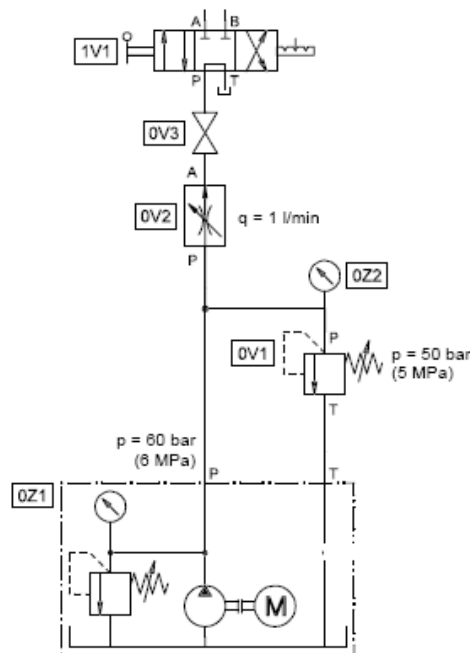 A B
1V1
P T
0V3
A
0V2
q = 1 l/min
P
0Z2
P
0V1
p = 50 bar
(5 MPa)
T
p = 60 bar
(6 MPa)
P T
0Z1
M